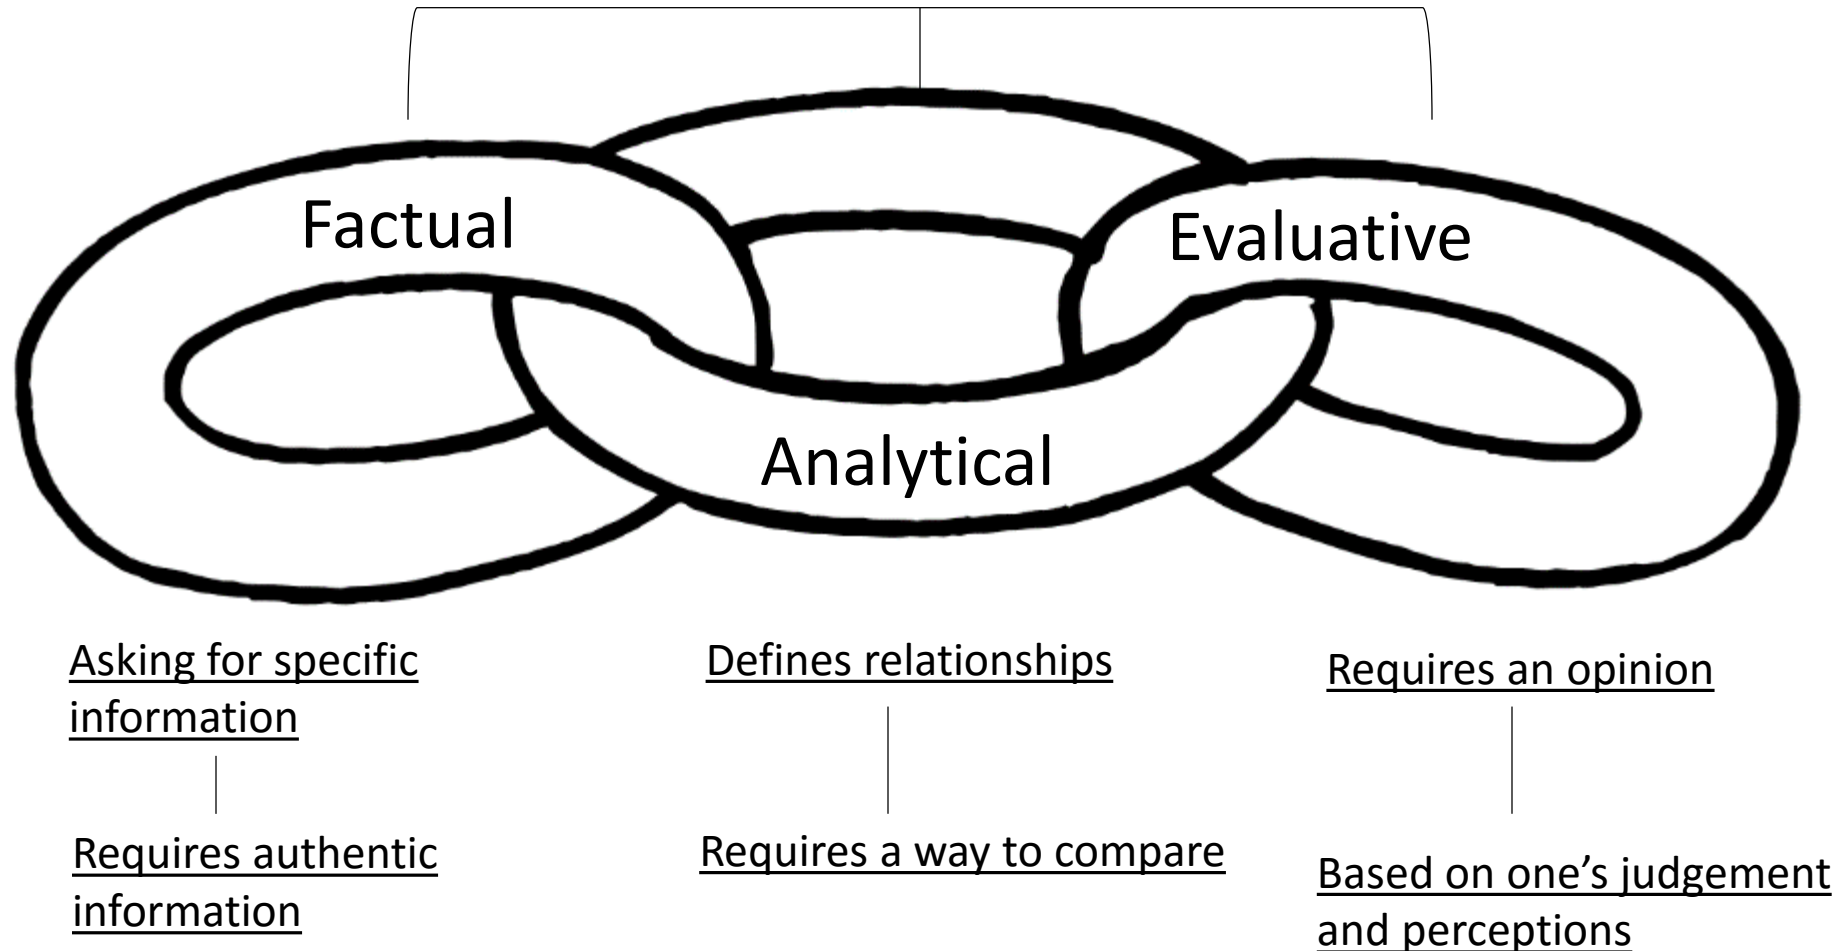 Factual
Evaluative
Analytical
Asking for specific
information
Defines relationships
Requires an opinion
Requires authentic
information
Requires a way to compare
Based on one’s judgement
and perceptions